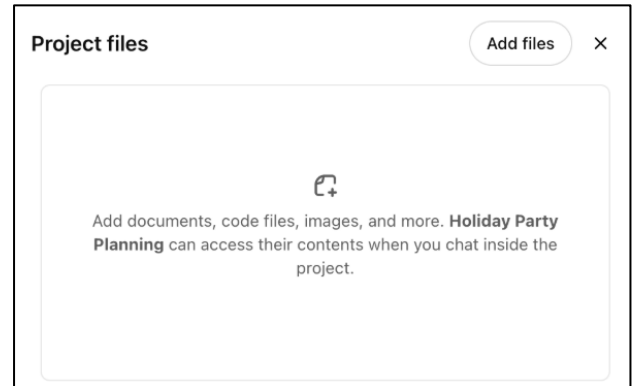 Project files
Add files
Add documents, code files, images, and more. Holiday Party
Planning can access their contents when you chat inside the
project.